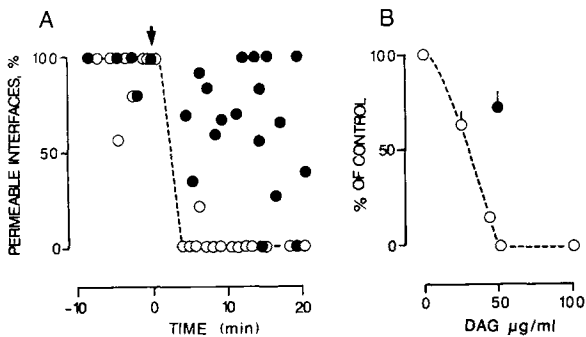 A
B
PERMEABLE INTERFACES, %
100
50
0
-10
0
10
20
TIME (min)
% OF CONTROL
100
50
0
0
50
100
DAG μg/ml